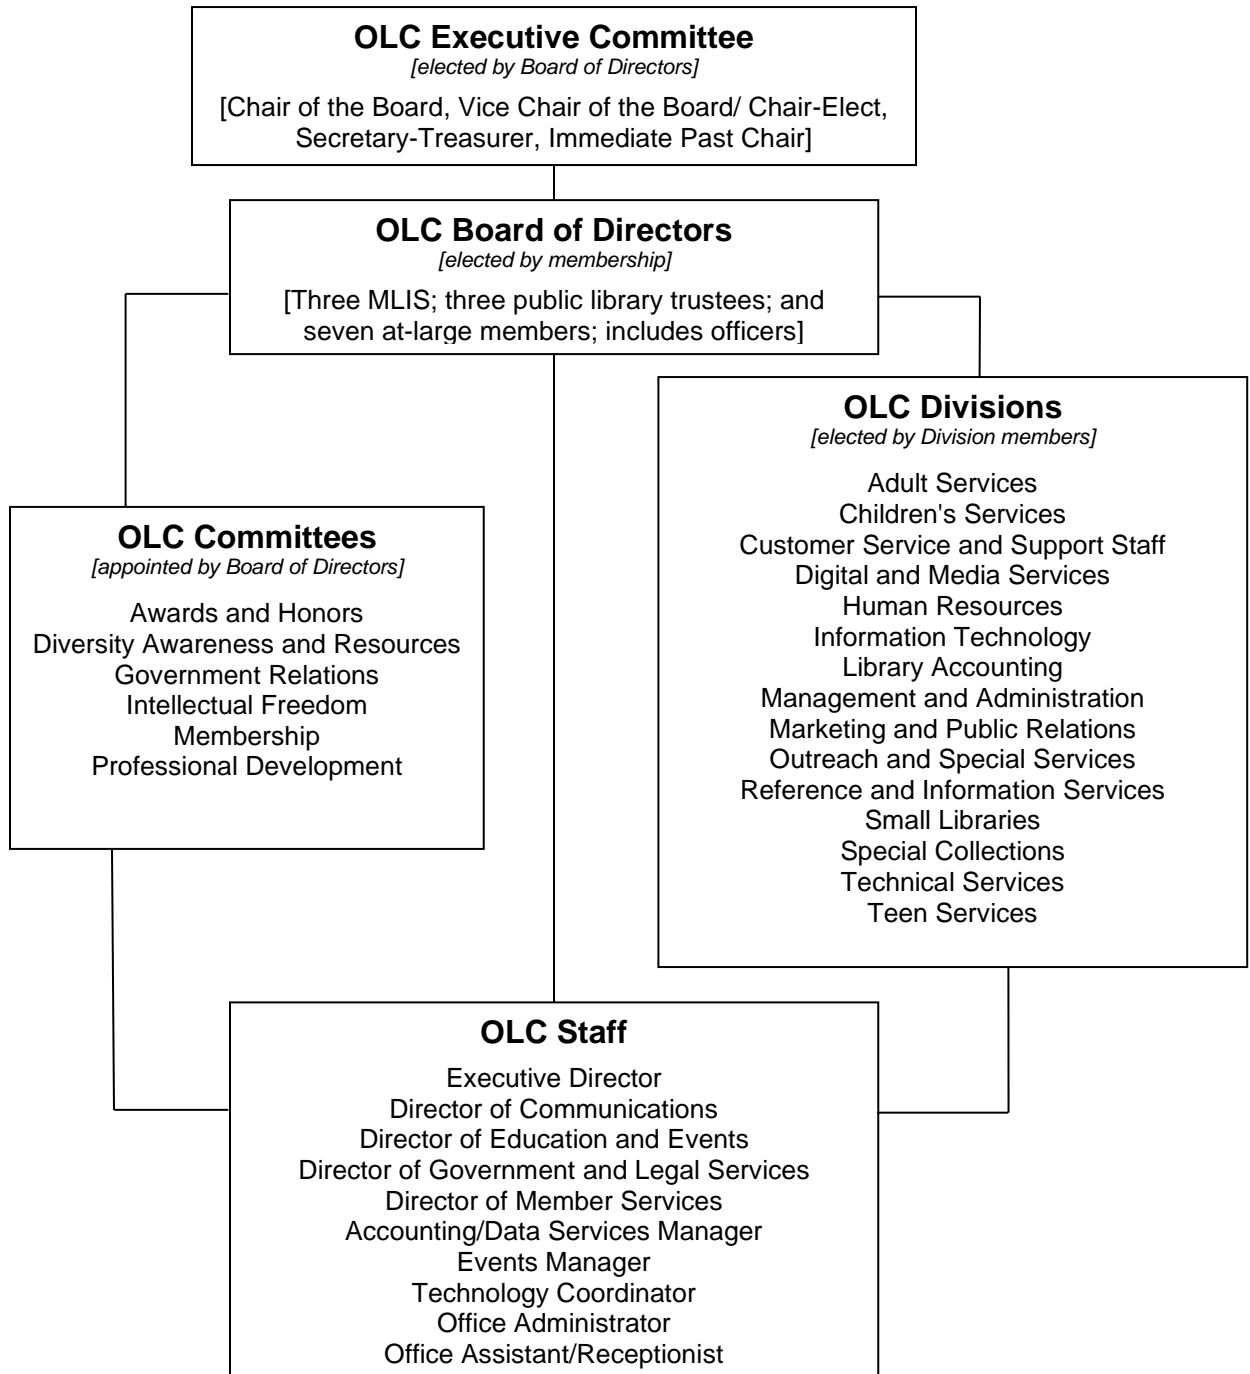 OLC Executive Committee
[elected by Board of Directors]
[Chair of the Board, Vice Chair of the Board/ Chair-Elect,
Secretary-Treasurer, Immediate Past Chair]
OLC Board of Directors
[elected by membership]
[Three MLIS; three public library trustees; and
seven at-large members; includes officers]
OLC Committees
[appointed by Board of Directors]
Awards and Honors
Diversity Awareness and Resources
Government Relations
Intellectual Freedom
Membership
Professional Development
OLC Divisions
[elected by Division members]
Adult Services
Children's Services
Customer Service and Support Staff
Digital and Media Services
Human Resources
Information Technology
Library Accounting
Management and Administration
Marketing and Public Relations
Outreach and Special Services
Reference and Information Services
Small Libraries
Special Collections
Technical Services
Teen Services
OLC Staff
Executive Director
Director of Communications
Director of Education and Events
Director of Government and Legal Services
Director of Member Services
Accounting/Data Services Manager
Events Manager
Technology Coordinator
Office Administrator
Office Assistant/Receptionist